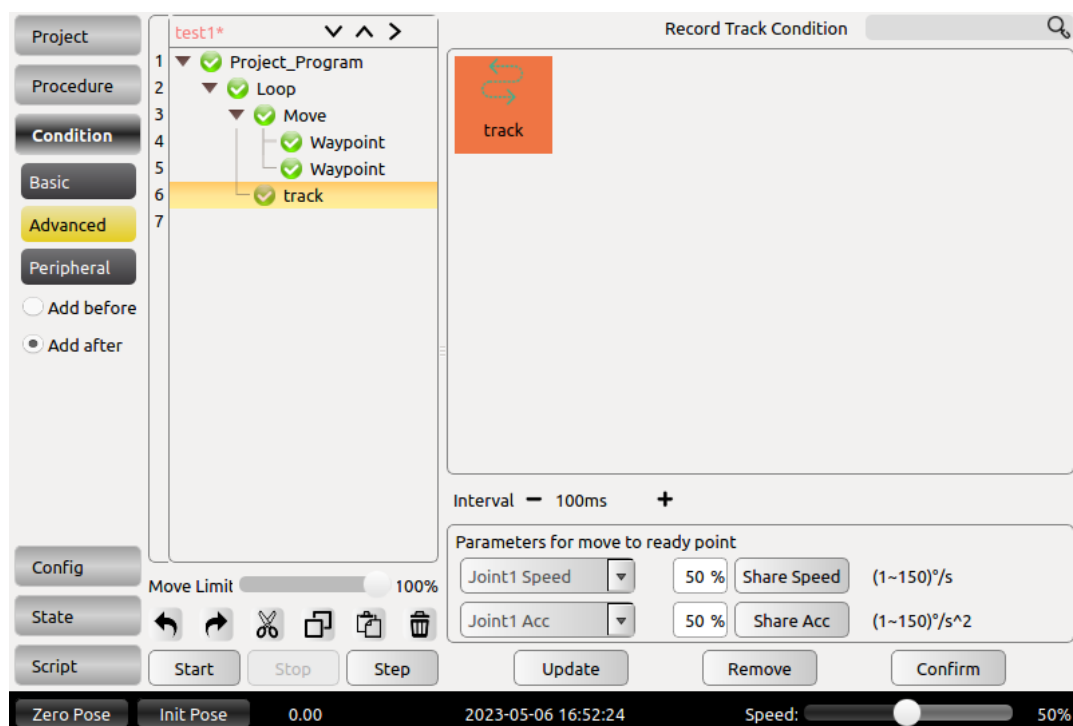 Project
Procedure
Condition
Basic
Advanced
Peripheral
Add before
Add after
Config
State
Script
test1*
1 Project_Program
2 Loop
3 Move
4 Waypoint
5 Waypoint
6 track
7
Move Limit 100%
Start Stop Step
Record Track Condition
track
Interval 100ms
Parameters for move to ready point
Joint1 Speed 50 % Share Speed (1~150)°/s
Joint1 Acc 50 % Share Acc (1~150)°/s^2
Update Remove Confirm
Zero Pose Init Pose 0.00 2023-05-06 16:52:24 Speed: 50%